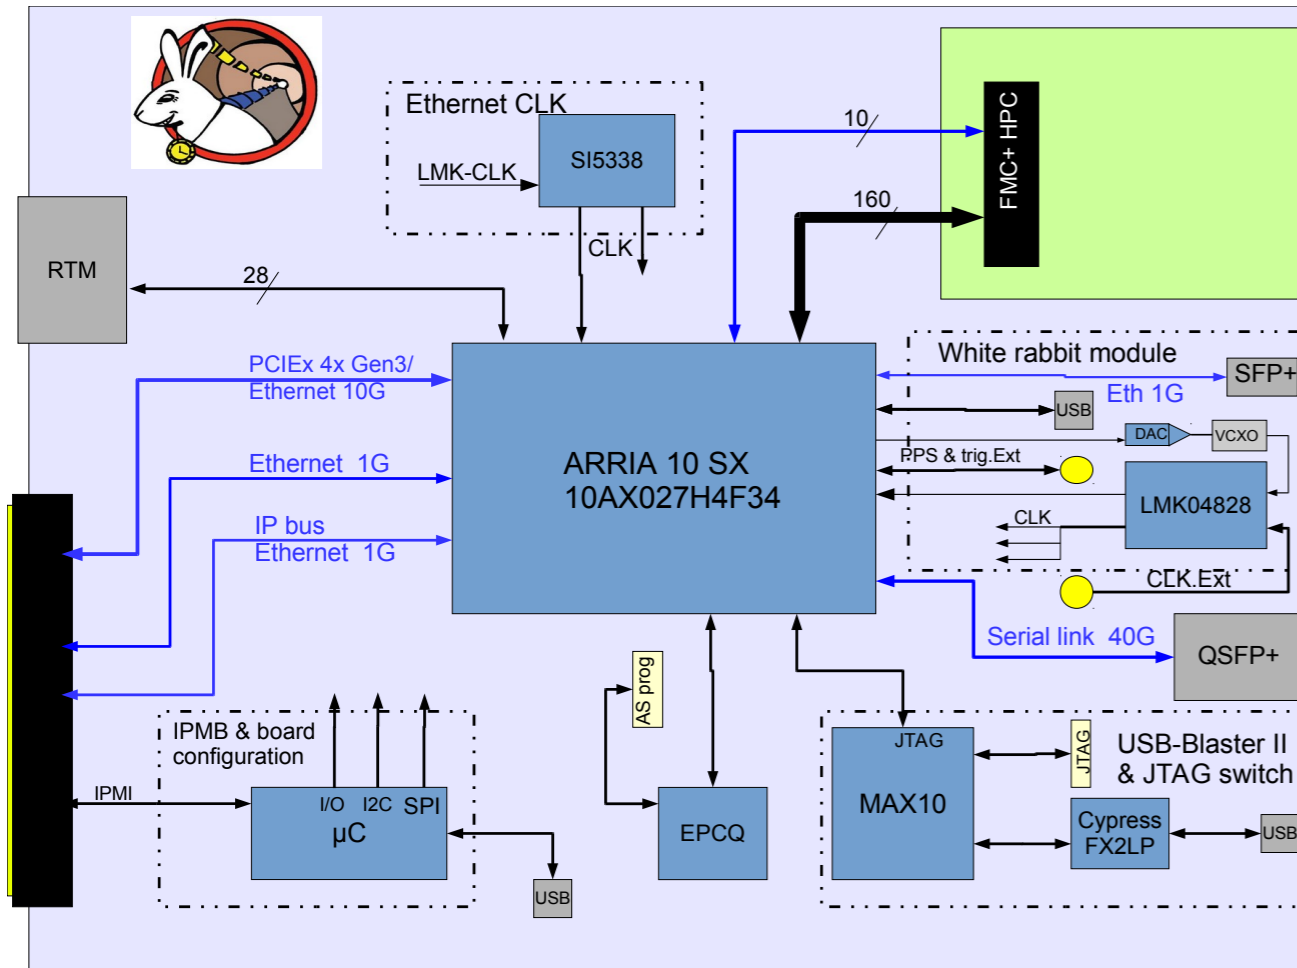 Ethernet CLK
SI5338
LMK-CLK
CLK
10
160
FMC+ HPC
RTM
28
PCIEx 4x Gen3/
Ethernet 10G
Ethernet 1G
IP bus
Ethernet 1G
ARRIA 10 SX
10AX027H4F34
White rabbit module
SFP+
Eth 1G
USB
DAC
VCXO
PPS & trig.Ext
LMK04828
CLK
CLK.Ext
Serial link 40G
QSFP+
IPMB & board
configuration
IPMI
I/O
I2C
SPI
µC
USB
AS prog
EPCQ
JTAG
MAX10
JTAG
USB-Blaster II
& JTAG switch
Cypress
FX2LP
USB